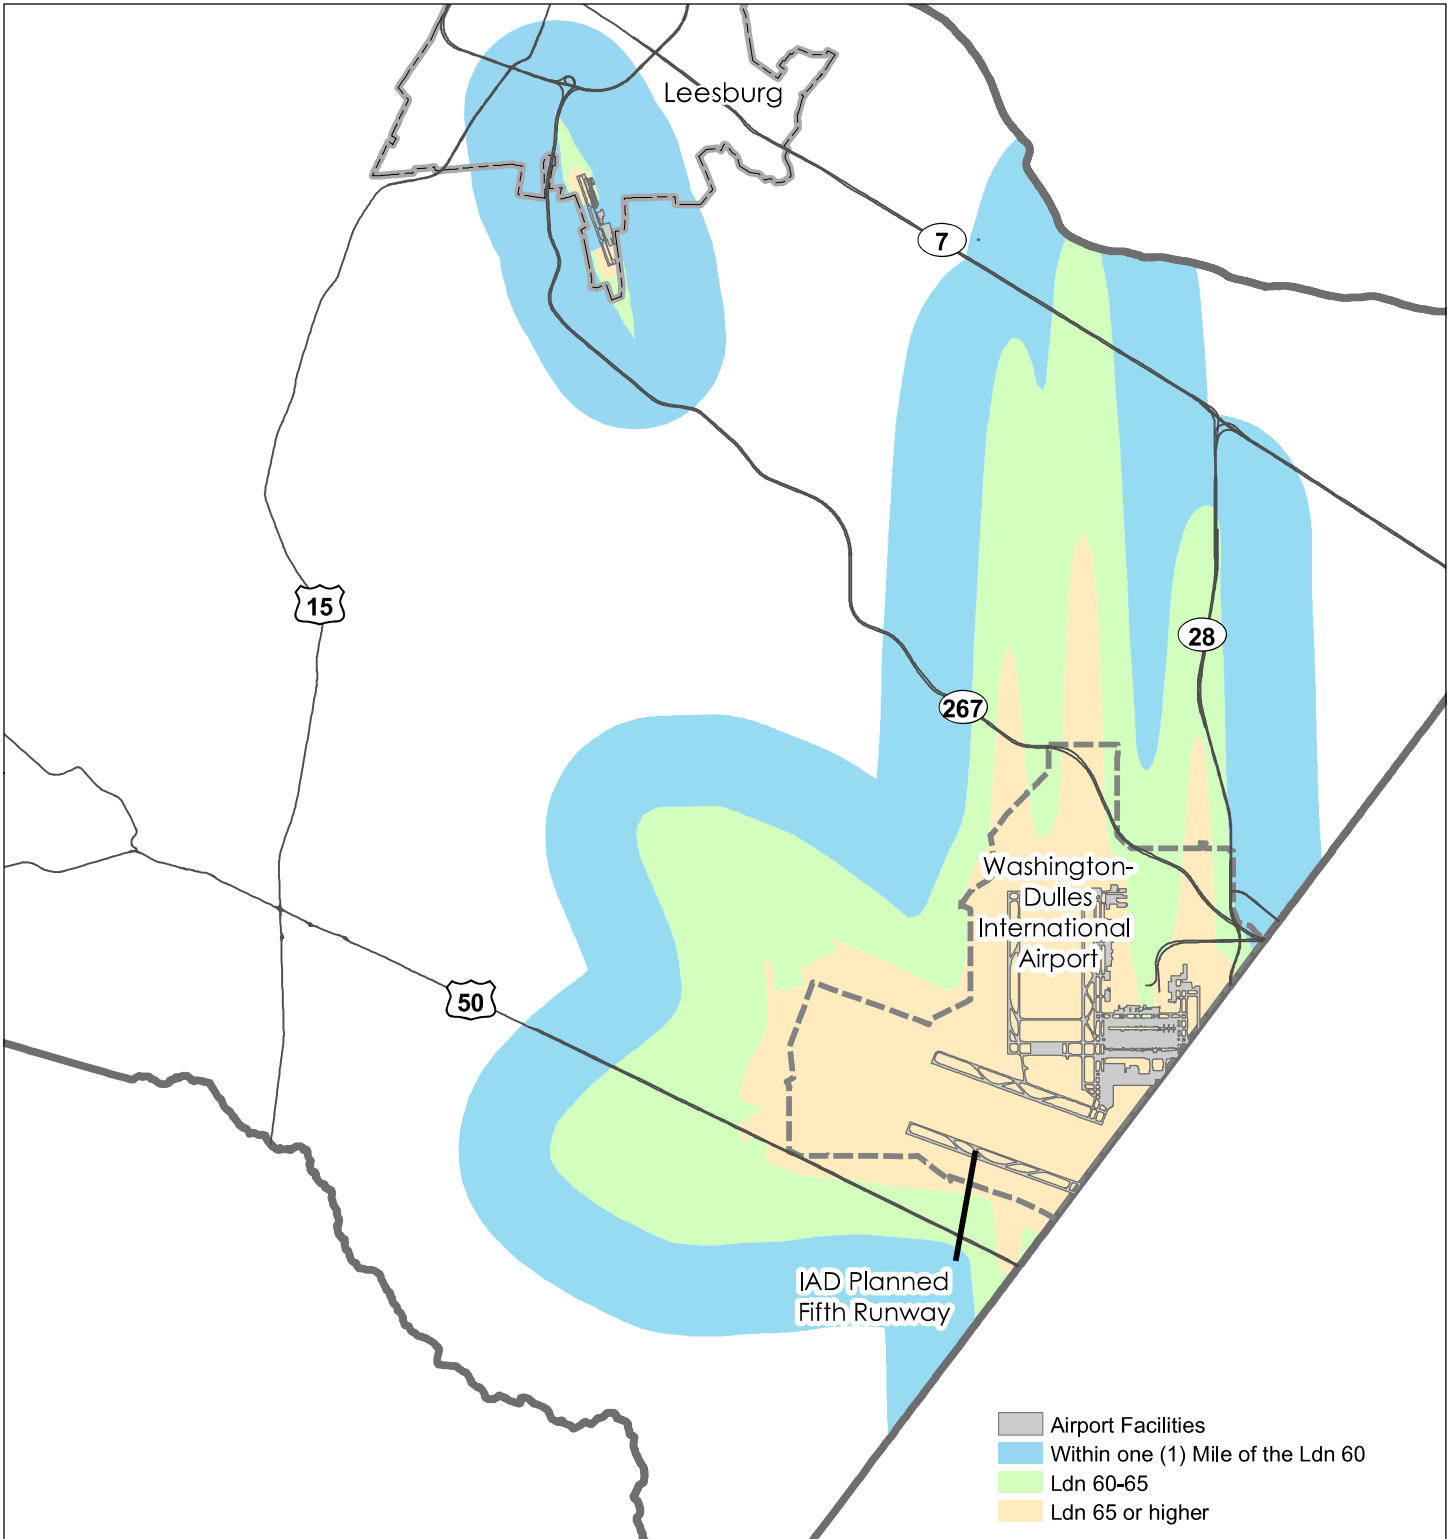 Leesburg
7
15
28
267
Washington-
Dulles
International
Airport
50
IAD Planned
Fifth Runway
Airport Facilities
Within one (1) Mile of the Ldn 60
Ldn 60-65
Ldn 65 or higher